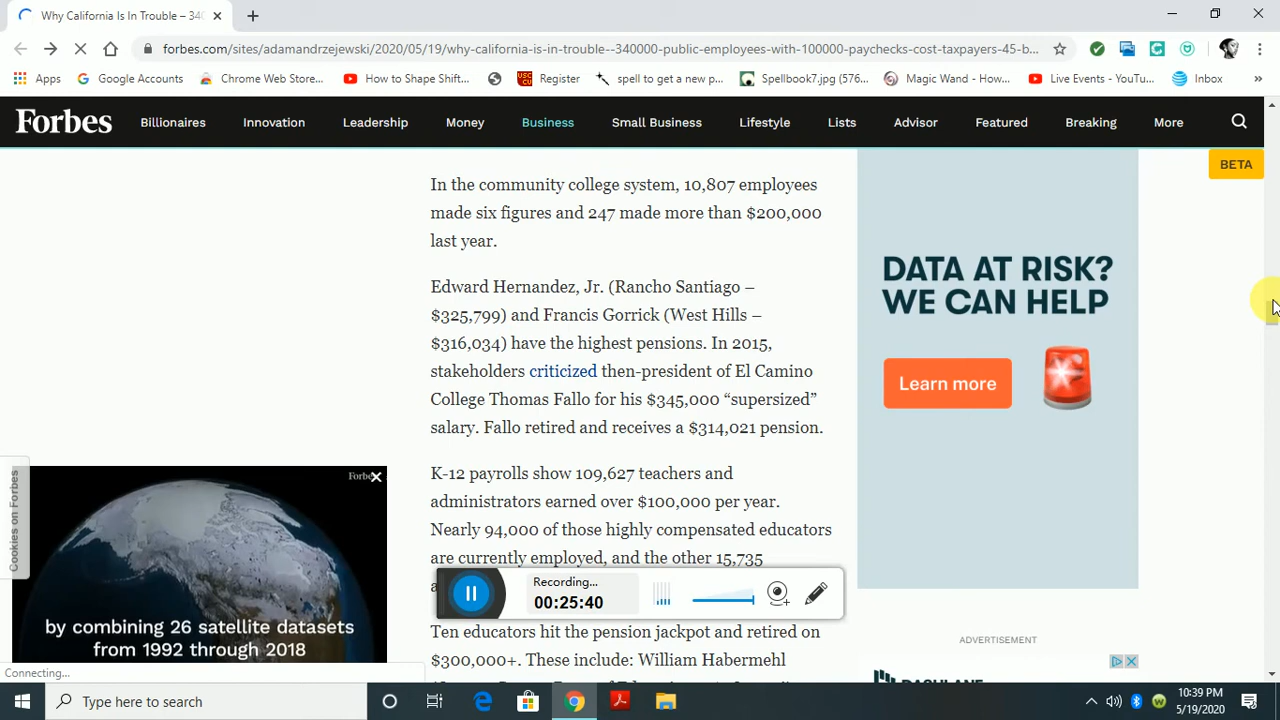 Why California Is In Trouble – 340
forbes.com/sites/adamandrzejewski/2020/05/19/why-california-is-in-trouble--340000-public-employees-with-100000-paychecks-cost-taxpayers-45-b...
Apps
Google Accounts
Chrome Web Store...
How to Shape Shift...
Register
spell to get a new p...
Spellbook7.jpg (576...
Magic Wand - How...
Live Events - YouTu...
Inbox
»
Forbes
Billionaires
Innovation
Leadership
Money
Business
Small Business
Lifestyle
Lists
Advisor
Featured
Breaking
More
BETA
In the community college system, 10,807 employees
made six figures and 247 made more than $200,000
last year.
Edward Hernandez, Jr. (Rancho Santiago –
$325,799) and Francis Gorrick (West Hills –
$316,034) have the highest pensions. In 2015,
stakeholders criticized then-president of El Camino
College Thomas Fallo for his $345,000 “supersized”
salary. Fallo retired and receives a $314,021 pension.
K-12 payrolls show 109,627 teachers and
administrators earned over $100,000 per year.
Nearly 94,000 of those highly compensated educators
are currently employed, and the other 15,735
Ten educators hit the pension jackpot and retired on
$300,000+. These include: William Habermehl
DATA AT RISK?
WE CAN HELP
Learn more
ADVERTISEMENT
DASHLANE
Cookies on Forbes
Forbes
by combining 26 satellite datasets
from 1992 through 2018
Recording...
00:25:40
Connecting...
Type here to search
10:39 PM
5/19/2020